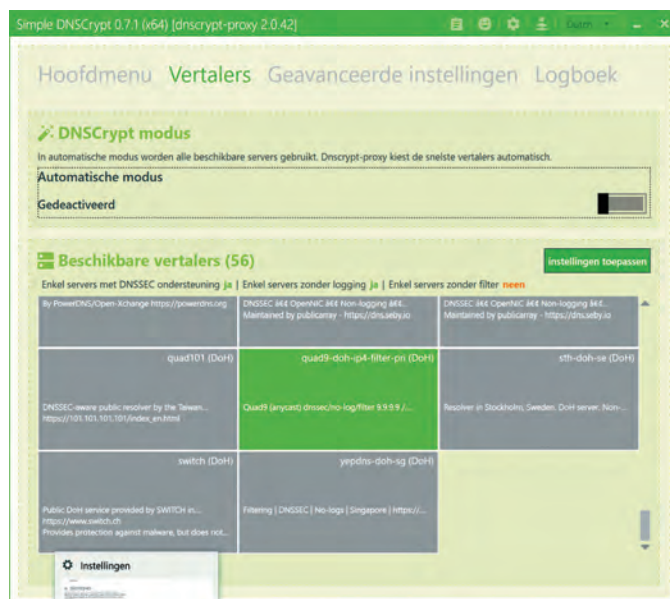 Simple DNSCrypt 0.7.1 (x64) [dnscrypt-proxy 2.0.42]
Hoofdmenu Vertalers Geavanceerde instellingen Logboek
DNSCrypt modus
In automatische modus worden alle beschikbare servers gebruikt. Dnscrypt-proxy kiest de snelste vertalers automatisch.
Automatische modus
Gedeactiveerd
Beschikbare vertalers (56)
instellingen toepassen
Enkel servers met DNSSEC ondersteuning ja | Enkel servers zonder logging ja | Enkel servers zonder filter neen
By PowerDNS/Open-Xchange https://powerdns.org
DNSSEC â€¢ OpenNIC â€¢ Non-logging â€¢...
Maintained by publicarray - https://dns.seby.io
DNSSEC â€¢ OpenNIC â€¢ Non-logging â€¢...
Maintained by publicarray - https://dns.seby.io
quad101 (DoH)
DNSSEC-aware public resolver by the Taiwan...
https://101.101.101.101/index_en.html
quad9-doh-ip4-filter-pri (DoH)
Quad9 (anycast) dnssec/no-log/filter 9.9.9.9 /...
sth-doh-se (DoH)
Resolver in Stockholm, Sweden. DoH server. Non-...
switch (DoH)
Public DoH service provided by SWITCH in...
https://www.switch.ch
Provides protection against malware, but does not...
yepdns-doh-sg (DoH)
Filtering | DNSSEC | No-logs | Singapore | https://...
Instellingen